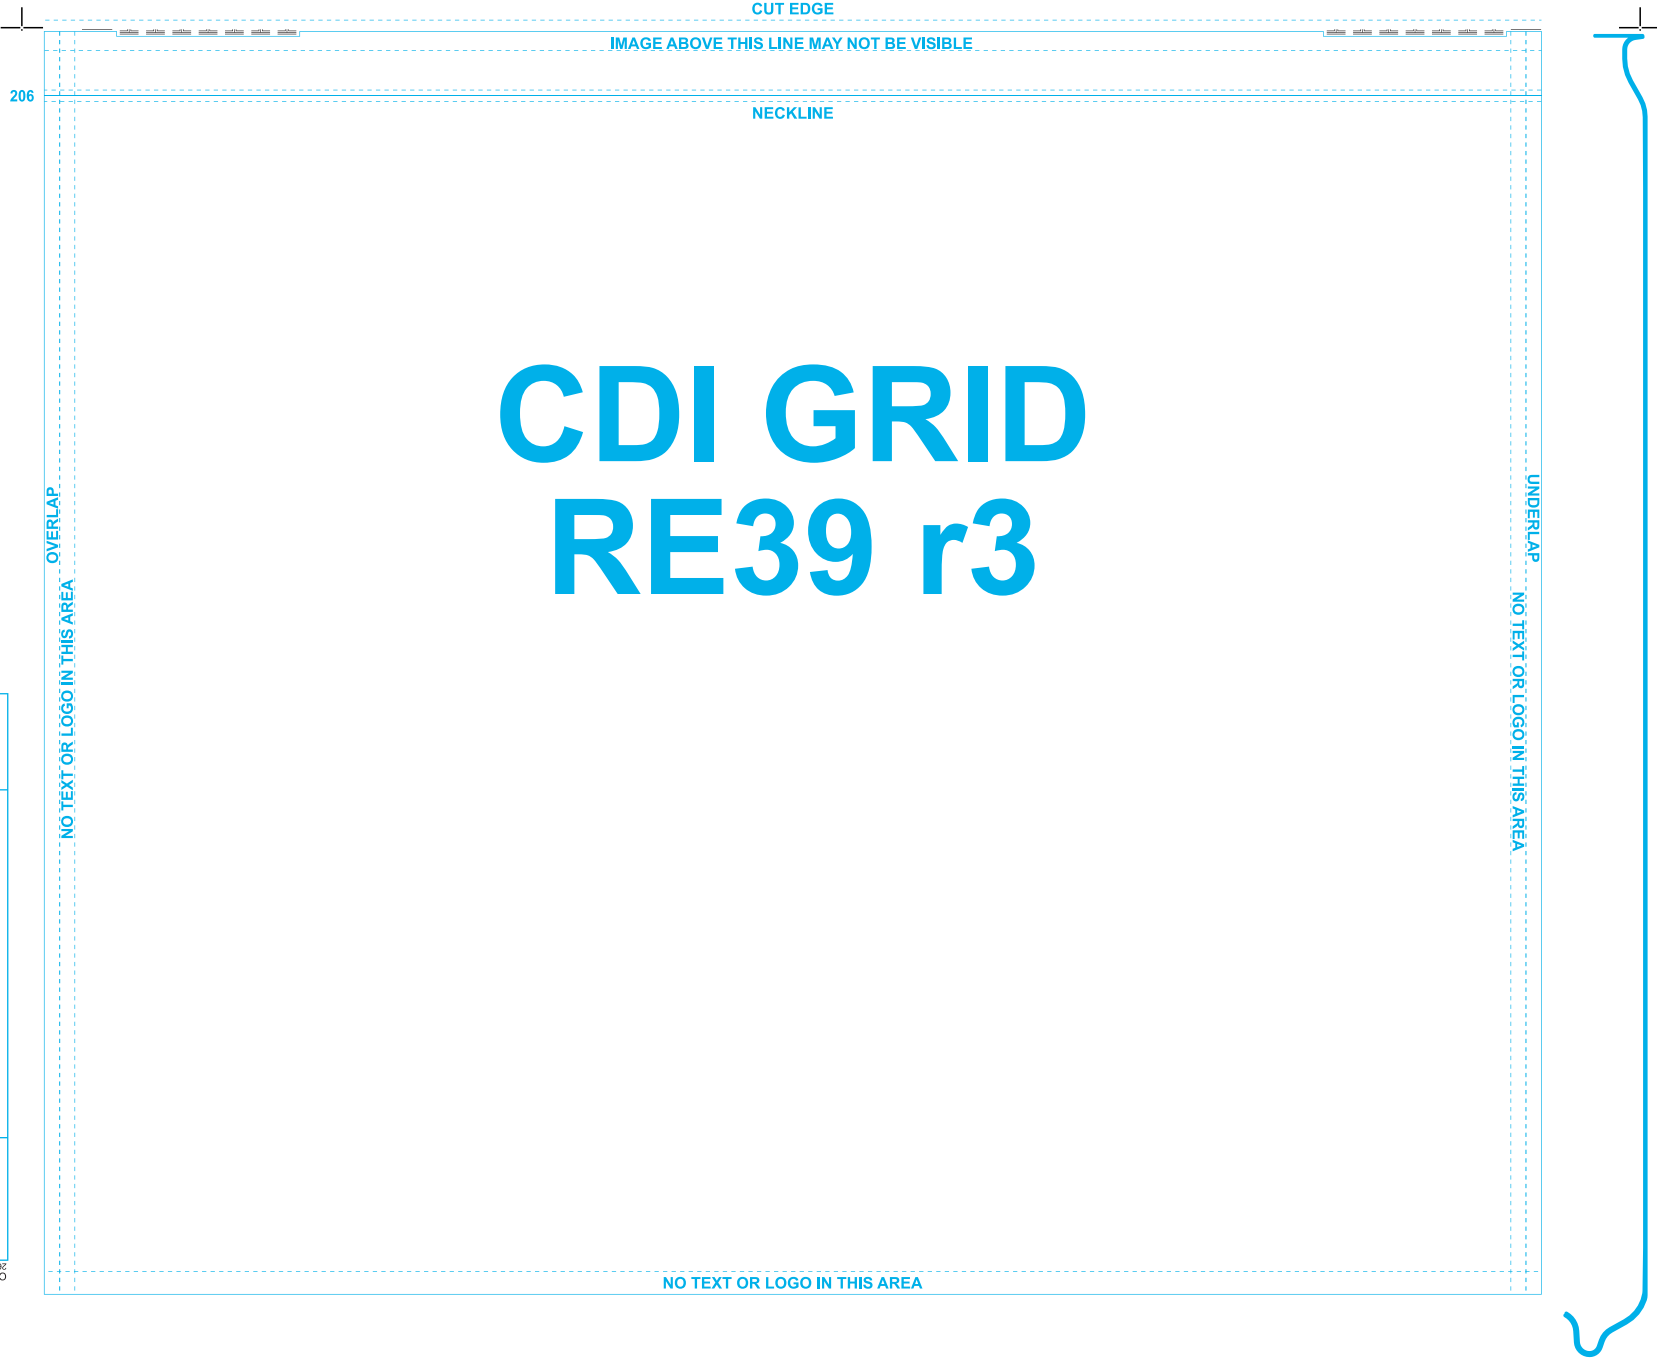 CUT EDGE
IMAGE ABOVE THIS LINE MAY NOT BE VISIBLE
206
NECKLINE
CDI GRID
RE39 r3
OVERLAP
UNDERLAP
NO TEXT OR LOGO IN THIS AREA
NO TEXT OR LOGO IN THIS AREA
NO TEXT OR LOGO IN THIS AREA